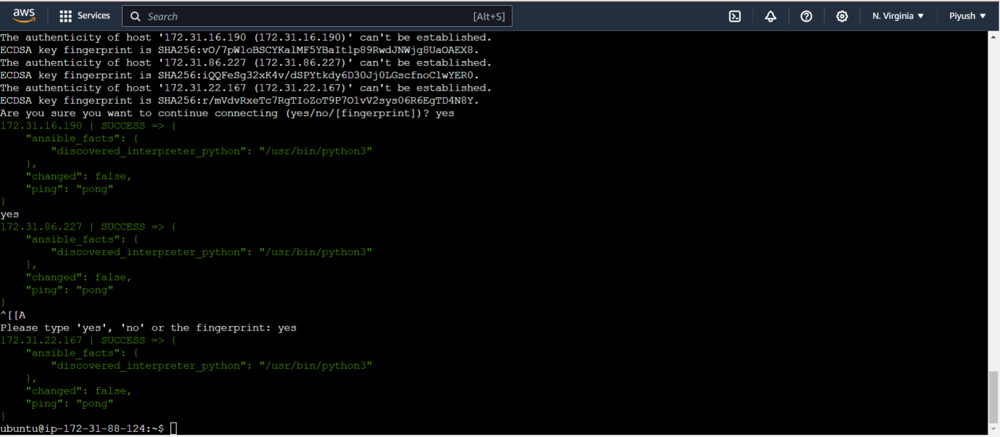 aws
Services
Search
[Alt+S]
N. Virginia
Piyush
The authenticity of host '172.31.16.190 (172.31.16.190)' can't be established.
ECDSA key fingerprint is SHA256:vO/7pWloBSCYKalMF5YBaItlp89RwdJNWjg8UaOAEX8.
The authenticity of host '172.31.86.227 (172.31.86.227)' can't be established.
ECDSA key fingerprint is SHA256:iQQFeSg32xK4v/dSPYtkdy6D30Jj0LGscfnoClwYER0.
The authenticity of host '172.31.22.167 (172.31.22.167)' can't be established.
ECDSA key fingerprint is SHA256:r/mVdvRxeTc7RgTIoZoT9P7O1vV2sys06R6EgTD4N8Y.
Are you sure you want to continue connecting (yes/no/[fingerprint])? yes
172.31.16.190 | SUCCESS => {
    "ansible_facts": {
        "discovered_interpreter_python": "/usr/bin/python3"
    },
    "changed": false,
    "ping": "pong"
}
yes
172.31.86.227 | SUCCESS => {
    "ansible_facts": {
        "discovered_interpreter_python": "/usr/bin/python3"
    },
    "changed": false,
    "ping": "pong"
}
^[[A
Please type 'yes', 'no' or the fingerprint: yes
172.31.22.167 | SUCCESS => {
    "ansible_facts": {
        "discovered_interpreter_python": "/usr/bin/python3"
    },
    "changed": false,
    "ping": "pong"
}
ubuntu@ip-172-31-88-124:~$